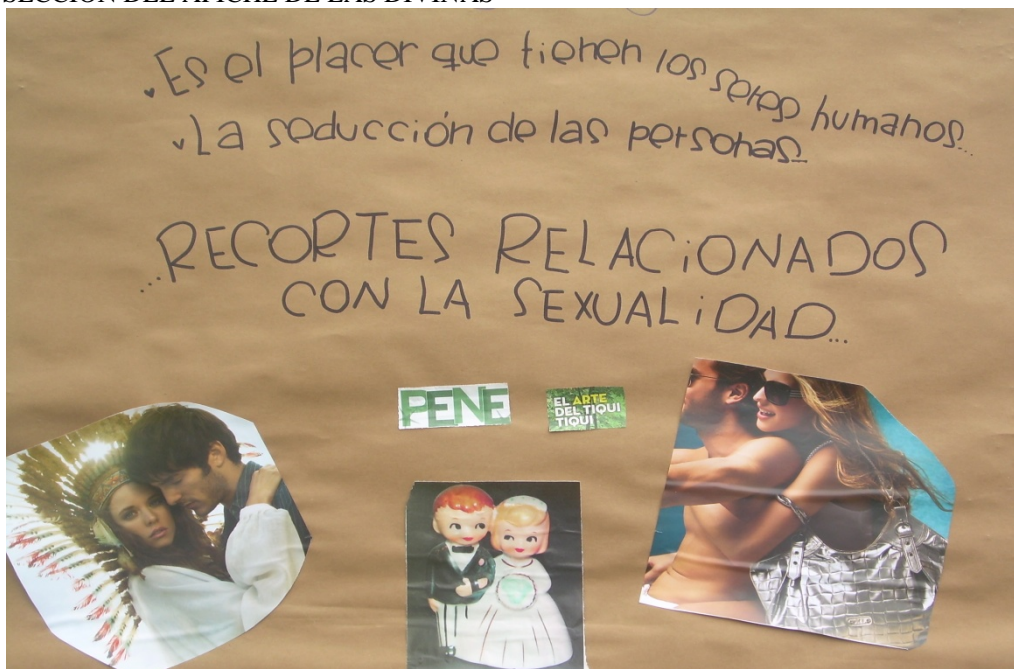 SECCIÓN DEL AFICHE DE LAS DIVINAS
Es el placer que tienen los seres humanos...
La seducción de las personas...
...RECORTES RELACiONADOS
CON LA SEXUALiDAD...
PENE
EL ARTE
DEL TIQUI
TIQUI